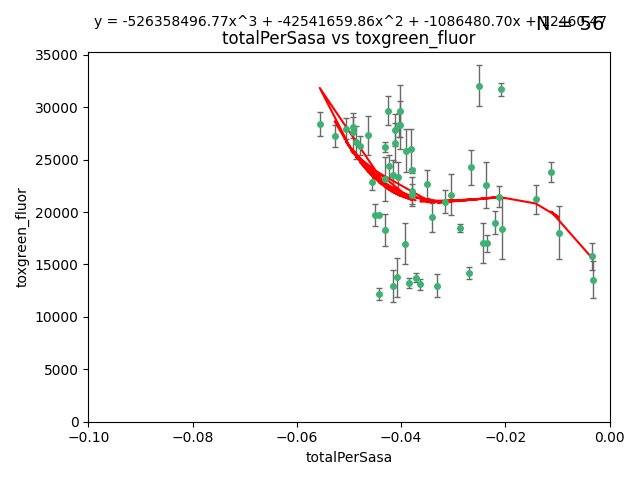 y = -526358496.77x^3 + -42541659.86x^2 + -1086480.70x + 12460.47
N = 56
totalPerSasa vs toxgreen_fluor
35000
30000
25000
20000
15000
10000
5000
0
toxgreen_fluor
−0.10 −0.08 −0.06 −0.04 −0.02 0.00
totalPerSasa